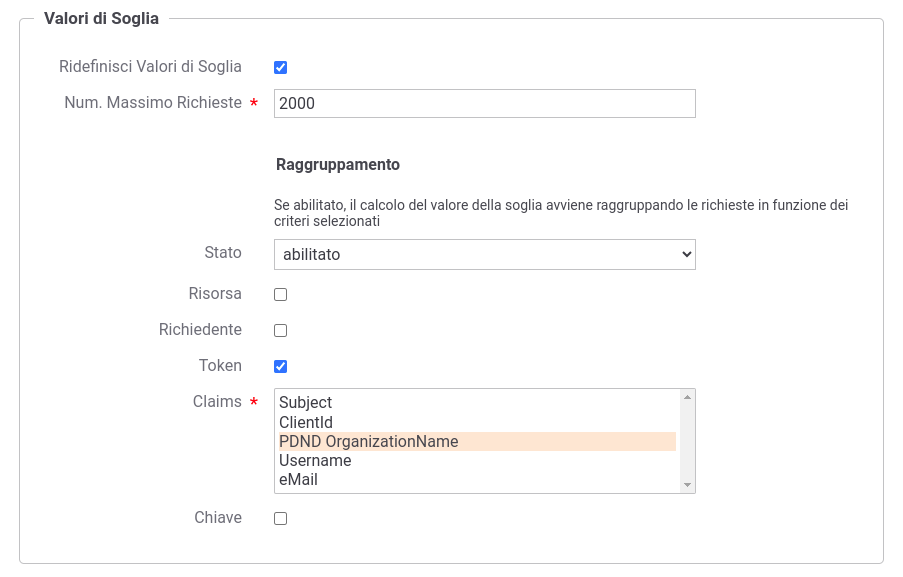 Valori di Soglia
Ridefinisci Valori di Soglia
Num. Massimo Richieste * 2000
Raggruppamento
Se abilitato, il calcolo del valore della soglia avviene raggruppando le richieste in funzione dei
criteri selezionati
Stato abilitato
Risorsa
Richiedente
Token
Claims * Subject
ClientId
PDND OrganizationName
Username
eMail
Chiave